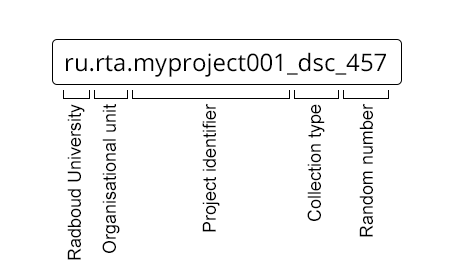 ru.rta.myproject001_dsc_457
Radboud University
Organisational unit
Project identifier
Collection type
Random number